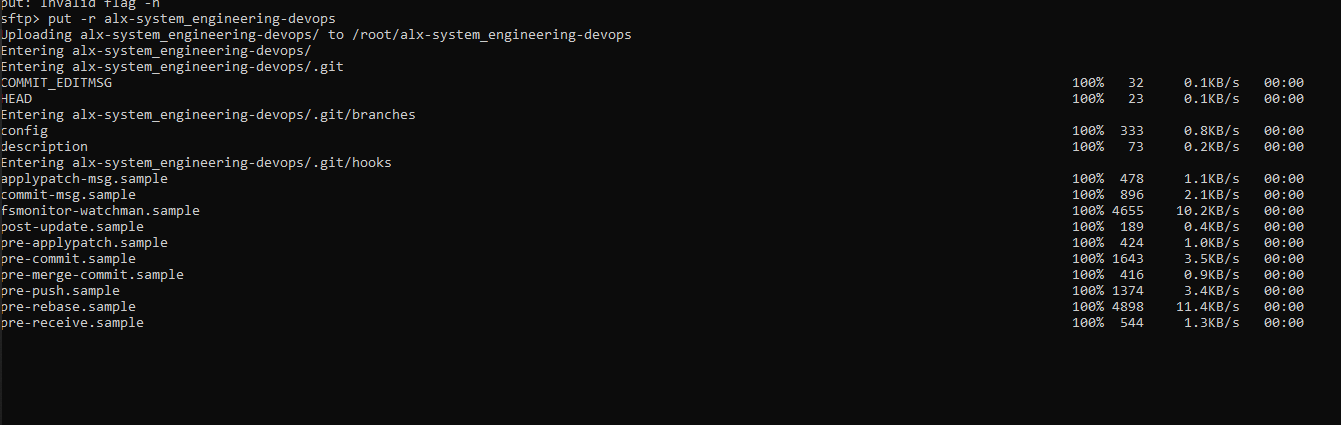 put: Invalid flag -h
sftp> put -r alx-system_engineering-devops
Uploading alx-system_engineering-devops/ to /root/alx-system_engineering-devops
Entering alx-system_engineering-devops/
Entering alx-system_engineering-devops/.git
COMMIT_EDITMSG 100% 32 0.1KB/s 00:00
HEAD 100% 23 0.1KB/s 00:00
Entering alx-system_engineering-devops/.git/branches
config 100% 333 0.8KB/s 00:00
description 100% 73 0.2KB/s 00:00
Entering alx-system_engineering-devops/.git/hooks
applypatch-msg.sample 100% 478 1.1KB/s 00:00
commit-msg.sample 100% 896 2.1KB/s 00:00
fsmonitor-watchman.sample 100% 4655 10.2KB/s 00:00
post-update.sample 100% 189 0.4KB/s 00:00
pre-applypatch.sample 100% 424 1.0KB/s 00:00
pre-commit.sample 100% 1643 3.5KB/s 00:00
pre-merge-commit.sample 100% 416 0.9KB/s 00:00
pre-push.sample 100% 1374 3.4KB/s 00:00
pre-rebase.sample 100% 4898 11.4KB/s 00:00
pre-receive.sample 100% 544 1.3KB/s 00:00